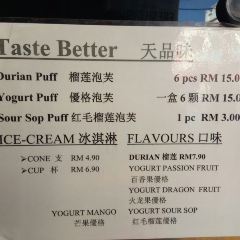 Taste Better 天品味
Durian Puff 榴莲泡芙 6 pcs RM 15.0
Yogurt Puff 優格泡芙 一盒 6 颗 RM 15.0
Sour Sop Puff 红毛榴莲泡芙 1 pc RM 3.00
ICE-CREAM 冰淇淋 FLAVOURS 口味
➢ CONE 支 RM 4.90 DURIAN 榴莲 RM7.90
➢ CUP 杯 RM 6.90 YOGURT PASSION FRUIT
百香果優格
YOGURT DRAGON FRUIT
火龙果優格
YOGURT MANGO YOGURT SOUR SOP
芒果優格 红毛榴莲優格